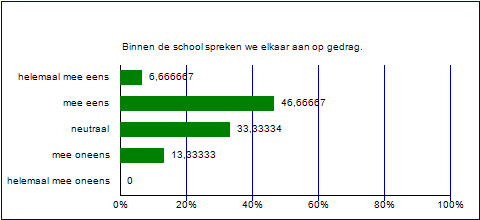 Binnen de school spreken we elkaar aan op gedrag.
helemaal mee eens 6,666667
mee eens 46,66667
neutraal 33,33334
mee oneens 13,33333
helemaal mee oneens 0
0% 20% 40% 60% 80% 100%